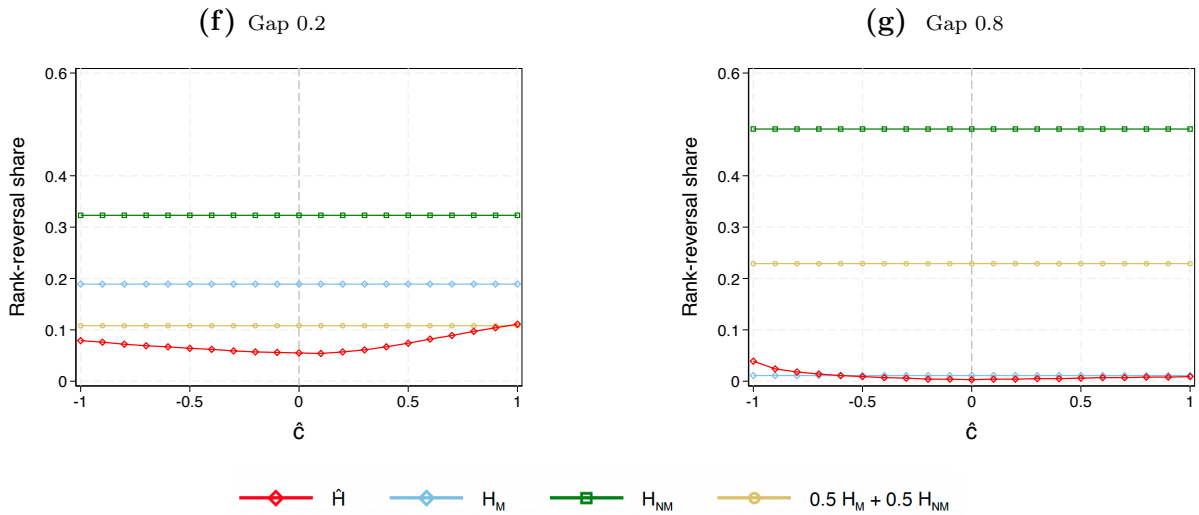 (f) Gap 0.2
(g) Gap 0.8
Rank-reversal share
0.6
0.4
0.3
0.2
0.1
0
-1
-0.5
0
0.5
1
ĉ
Rank-reversal share
0.6
0.4
0.3
0.2
0.1
0
-1
-0.5
0
0.5
1
ĉ
Ĥ
H_M
H_NM
0.5 H_M + 0.5 H_NM